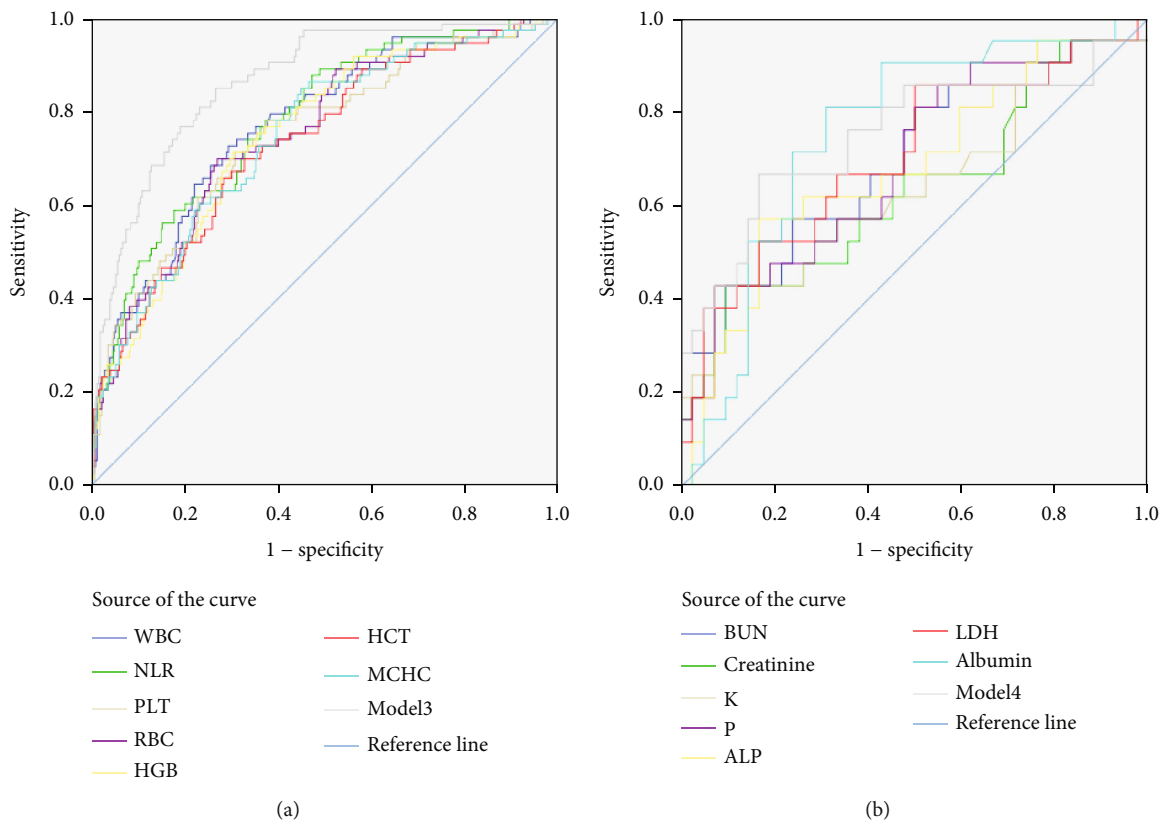 1.0
0.8
0.6
0.4
0.2
0.0
Sensitivity
0.0 0.2 0.4 0.6 0.8 1.0
1 − specificity
Source of the curve
WBC
NLR
PLT
RBC
HGB
HCT
MCHC
Model3
Reference line
(a)
1.0
0.8
0.6
0.4
0.2
0.0
Sensitivity
0.0 0.2 0.4 0.6 0.8 1.0
1 − specificity
Source of the curve
BUN
Creatinine
K
P
ALP
LDH
Albumin
Model4
Reference line
(b)